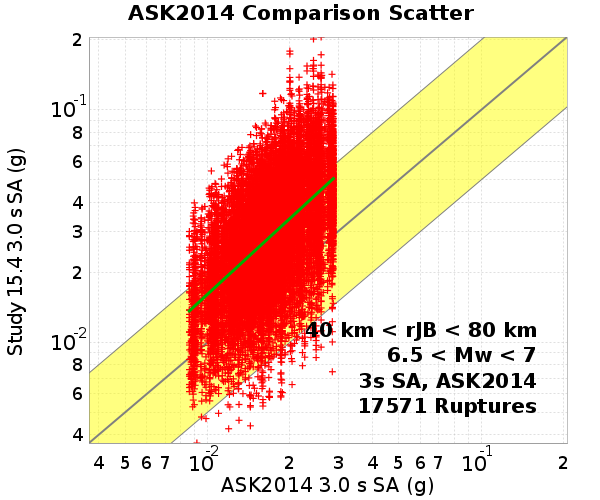 ASK2014 Comparison Scatter
2
10-1
8
6
4
3
2
10-2
8
6
4
Study 15.4 3.0 s SA (g)
40 km < rJB < 80 km
6.5 < Mw < 7
3s SA, ASK2014
17571 Ruptures
4 5 6 7 10-2 2 3 4 5 6 7 10-1 2
ASK2014 3.0 s SA (g)